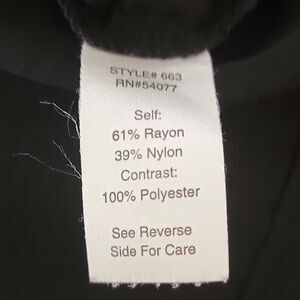 STYLE# 663
RN#54077
Self:
61% Rayon
39% Nylon
Contrast:
100% Polyester
See Reverse
Side For Care